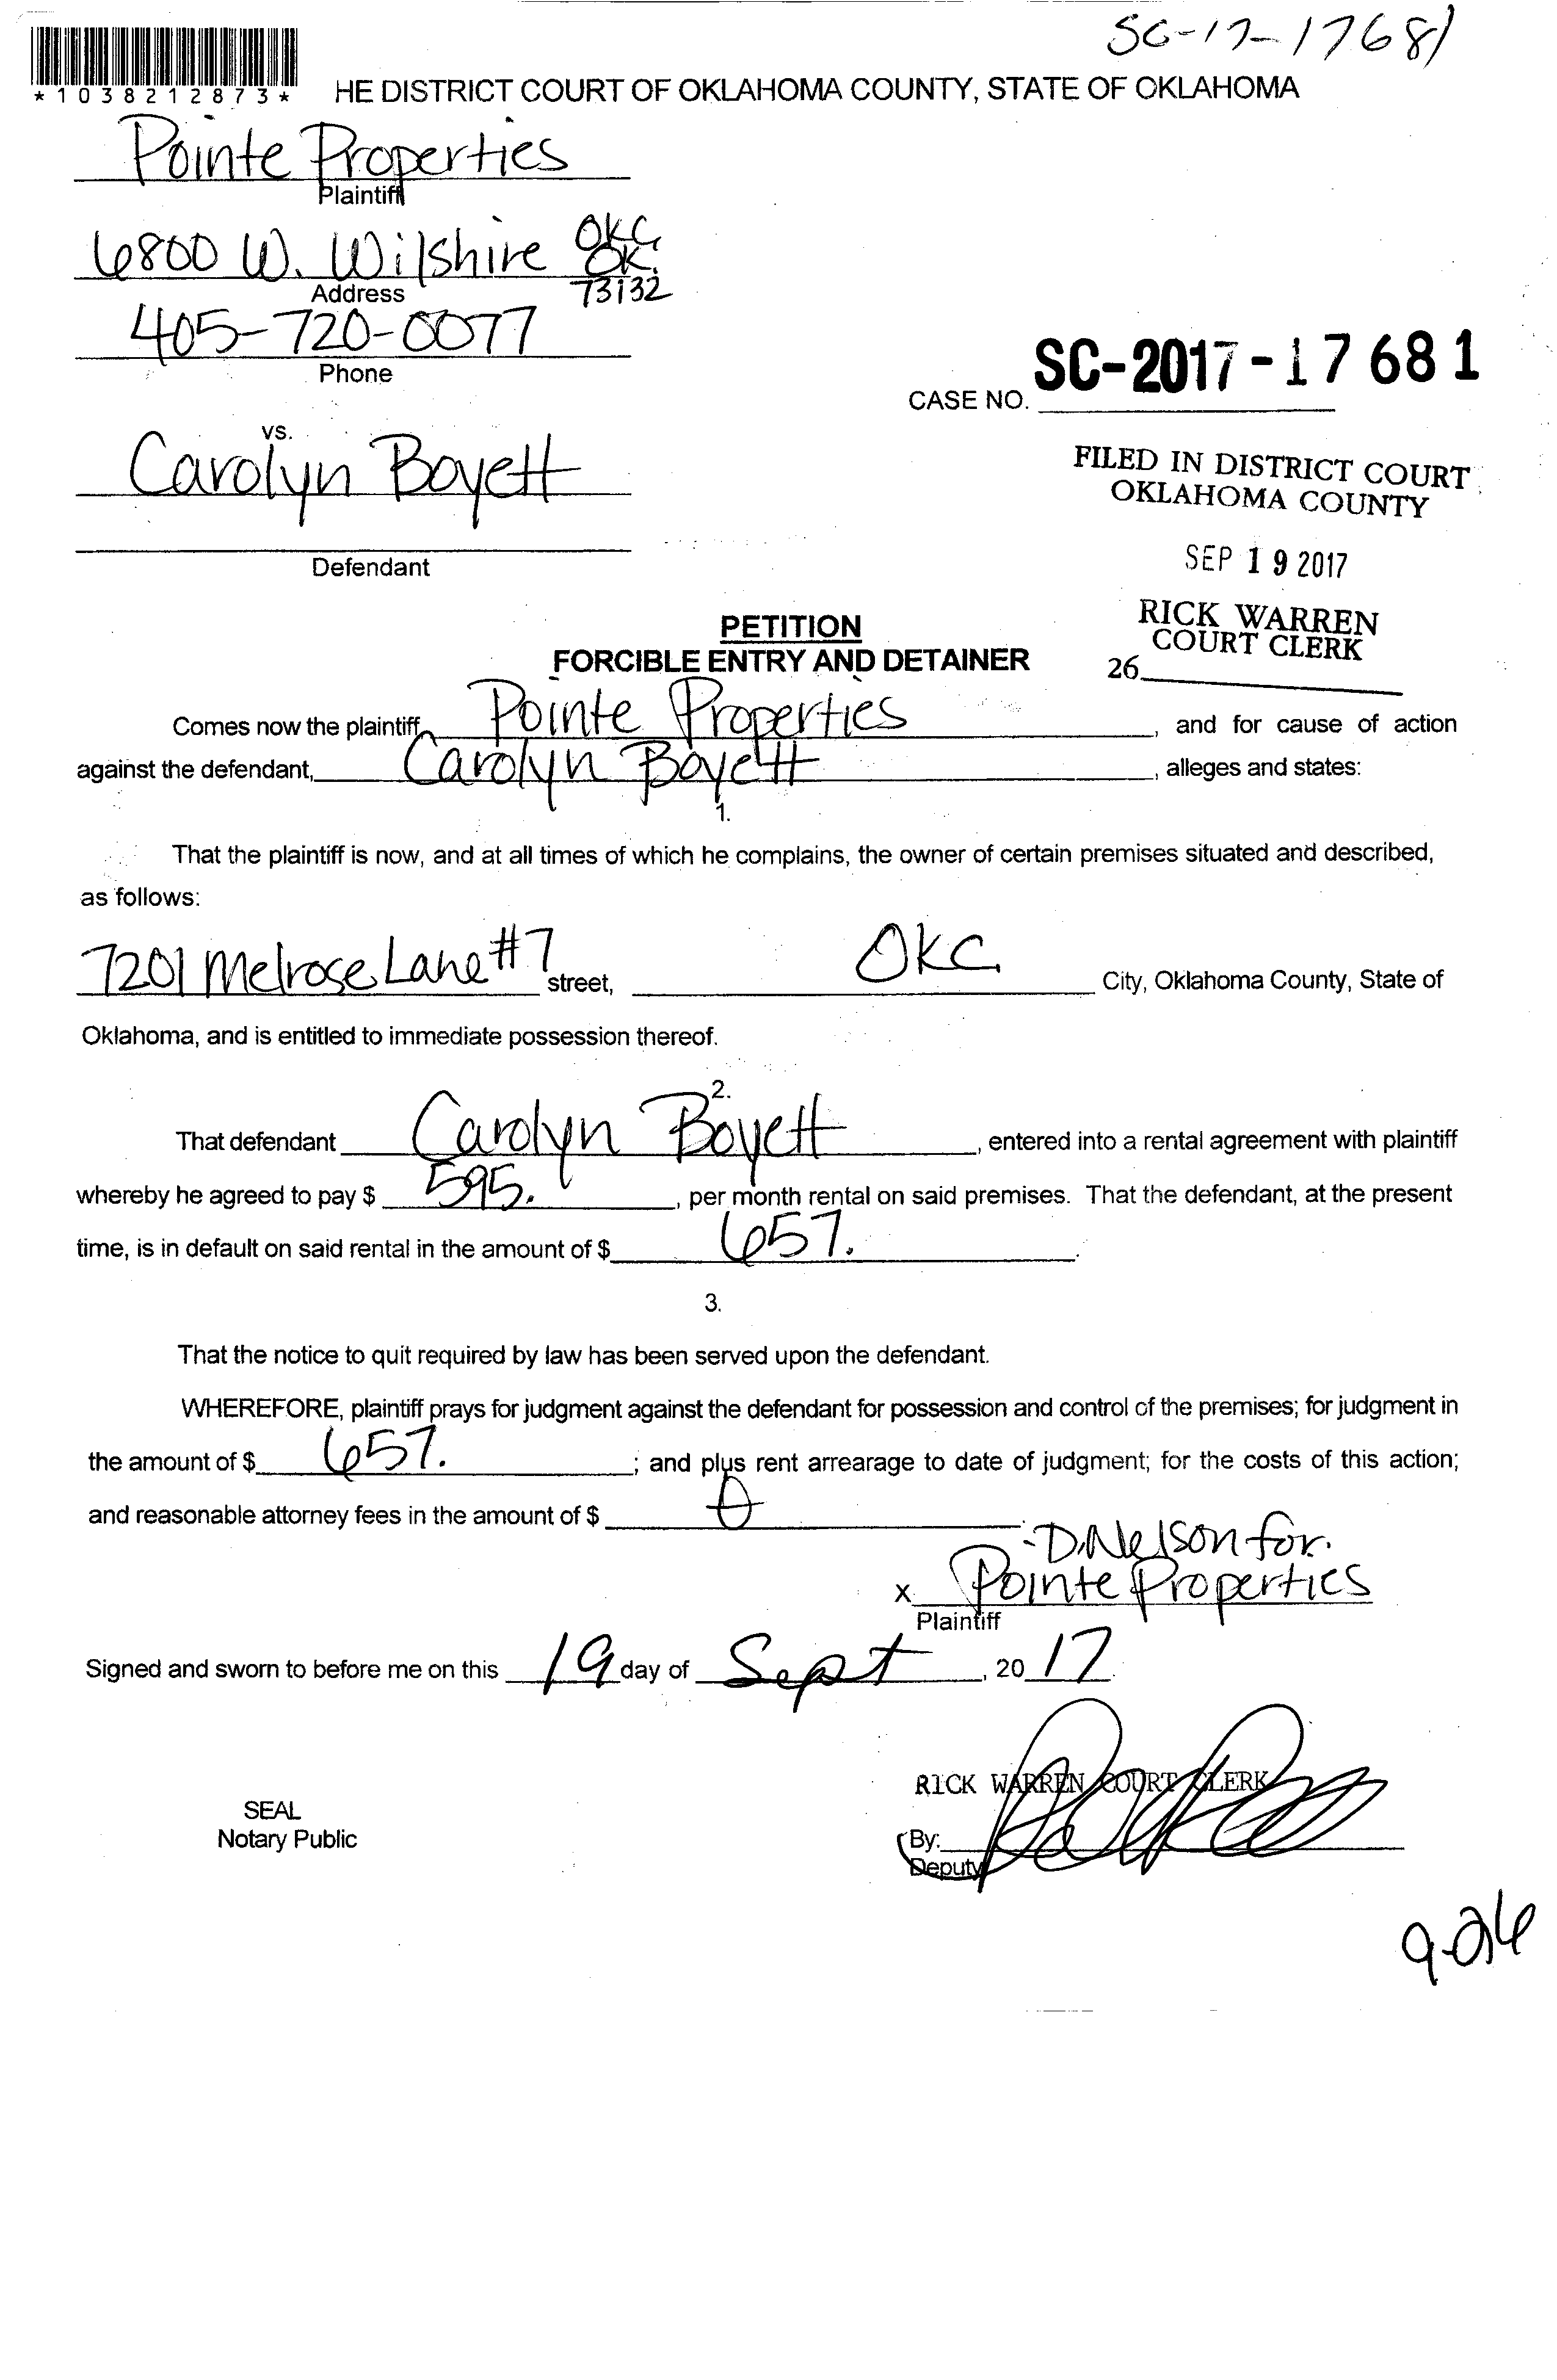 SC-17-17681
*1038212873*
HE DISTRICT COURT OF OKLAHOMA COUNTY, STATE OF OKLAHOMA
Pointe Properties
Plaintiff
6800 W. Wilshire OKC
OK.
73132
Address
405-720-0077
Phone
CASE NO. SC-2017-17681
vs.
Carolyn Boyett
Defendant
FILED IN DISTRICT COURT
OKLAHOMA COUNTY
SEP 19 2017
RICK WARREN
COURT CLERK
26
PETITION
FORCIBLE ENTRY AND DETAINER
Comes now the plaintiff, Pointe Properties, and for cause of action
against the defendant, Carolyn Boyett, alleges and states:
1.
That the plaintiff is now, and at all times of which he complains, the owner of certain premises situated and described,
as follows:
7201 Melrose Lane #7 street, OKC City, Oklahoma County, State of
Oklahoma, and is entitled to immediate possession thereof.
2.
That defendant Carolyn Boyett, entered into a rental agreement with plaintiff
whereby he agreed to pay $ 595., per month rental on said premises. That the defendant, at the present
time, is in default on said rental in the amount of $ 657.
3.
That the notice to quit required by law has been served upon the defendant.
WHEREFORE, plaintiff prays for judgment against the defendant for possession and control of the premises; for judgment in
the amount of $ 657. ; and plus rent arrearage to date of judgment; for the costs of this action;
and reasonable attorney fees in the amount of $ 0
-D. Nelson for.
x Pointe Properties
Plaintiff
Signed and sworn to before me on this 19 day of Sept, 20 17
RICK WARREN COURT CLERK
SEAL
Notary Public
By:
Deputy
9-26